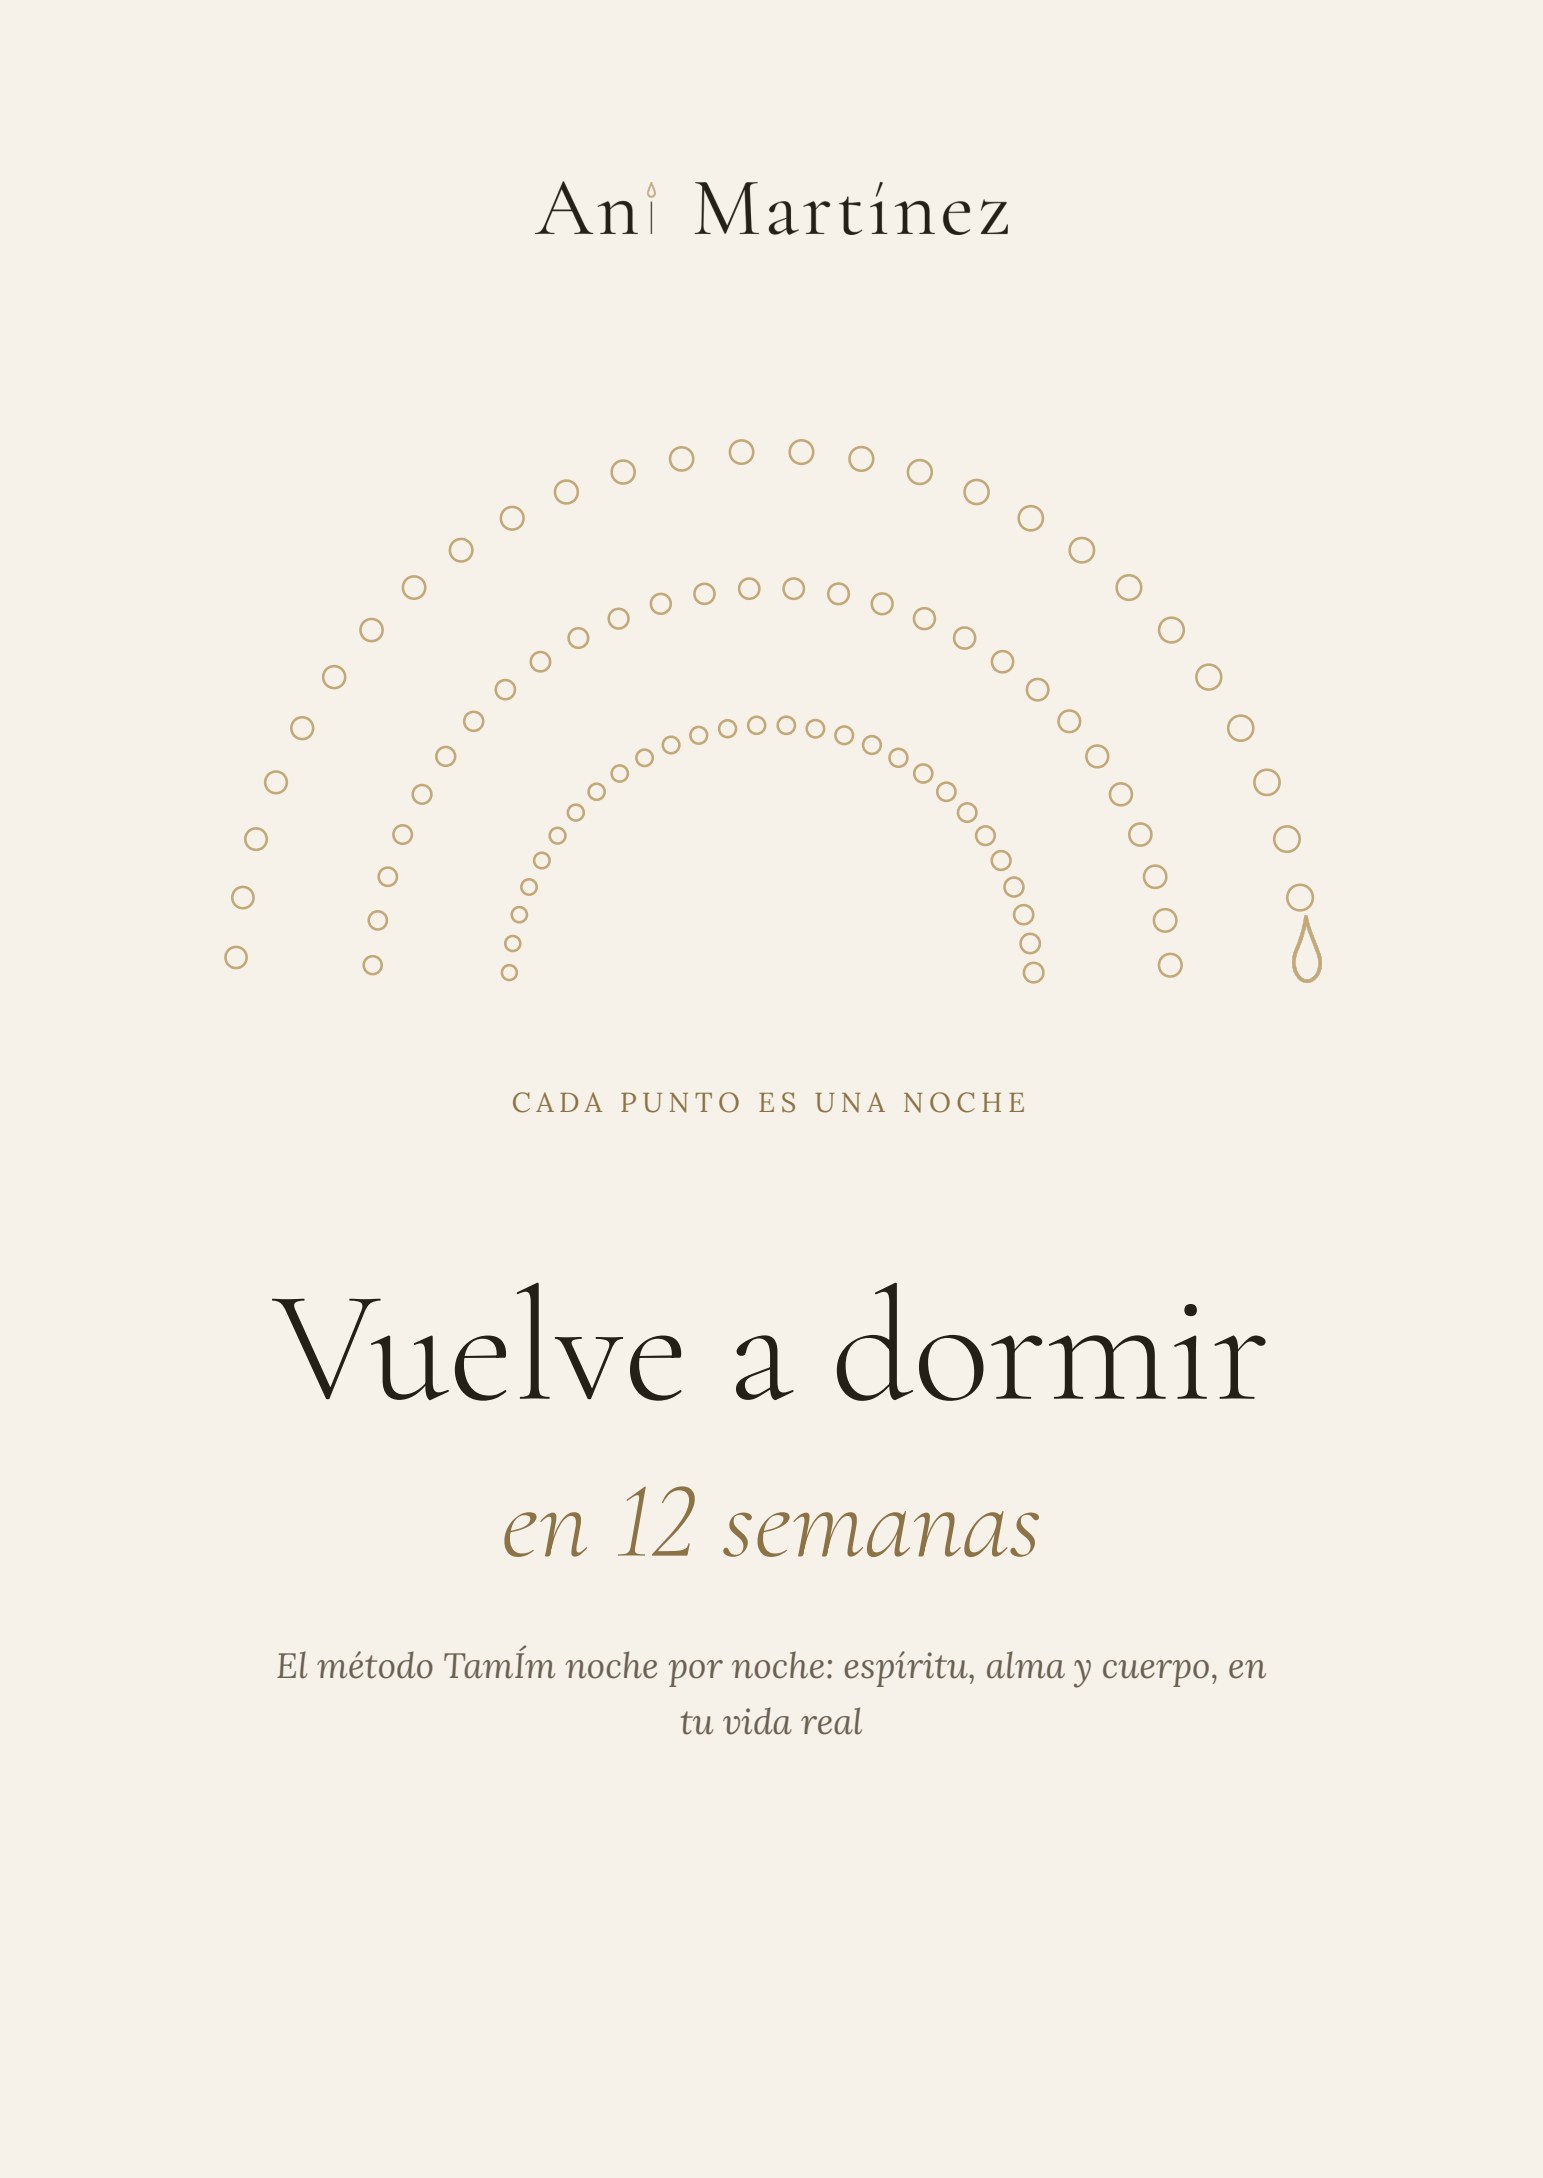 Ani Martínez
CADA PUNTO ES UNA NOCHE
Vuelve a dormir
en 12 semanas
El método TamÍm noche por noche: espíritu, alma y cuerpo, en
tu vida real